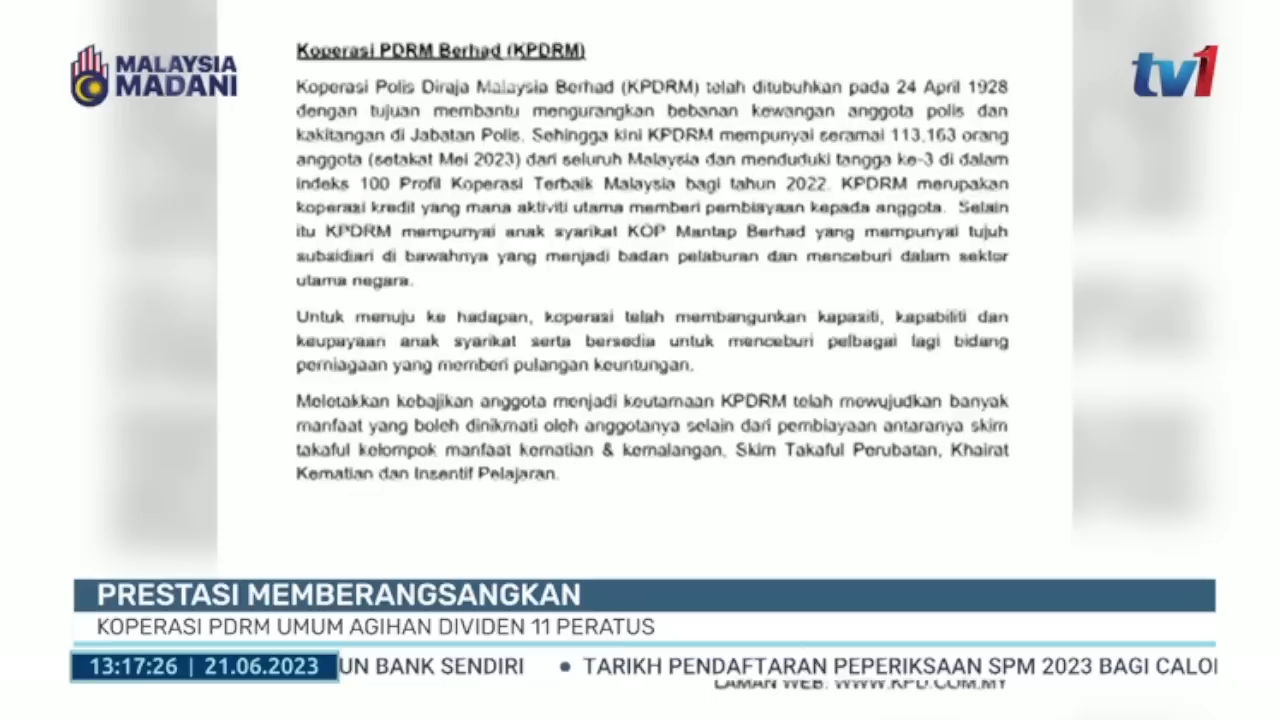 Koperasi PDRM Berhad (KPDRM)
MALAYSIA
MADANI
tv1
Koperasi Polis Diraja Malaysia Berhad (KPDRM) telah ditubuhkan pada 24 April 1928
dengan tujuan membantu mengurangkan bebanan kewangan anggota polis dan
kakitangan di Jabatan Polis. Sehingga kini KPDRM mempunyai seramai 113,163 orang
anggota (setakat Mei 2023) dari seluruh Malaysia dan menduduki tangga ke-3 di dalam
indeks 100 Profil Koperasi Terbaik Malaysia bagi tahun 2022. KPDRM merupakan
koperasi kredit yang mana aktiviti utama memberi pembiayaan kepada anggota. Selain
itu KPDRM mempunyai anak syarikat KOP Mantap Berhad yang mempunyai tujuh
subsidiari di bawahnya yang menjadi badan pelaburan dan menceburi dalam sektor
utama negara.
Untuk menuju ke hadapan, koperasi telah membangunkan kapasiti, kapabiliti dan
keupayaan anak syarikat serta bersedia untuk menceburi pelbagai lagi bidang
perniagaan yang memberi pulangan keuntungan.
Meletakkan kebajikan anggota menjadi keutamaan KPDRM telah mewujudkan banyak
manfaat yang boleh dinikmati oleh anggotanya selain dari pembiayaan antaranya skim
takaful kelompok manfaat kematian & kemalangan, Skim Takaful Perubatan, Khairat
Kematian dan Insentif Pelajaran.
PRESTASI MEMBERANGSANGKAN
KOPERASI PDRM UMUM AGIHAN DIVIDEN 11 PERATUS
13:17:26 | 21.06.2023 UN BANK SENDIRI • TARIKH PENDAFTARAN PEPERIKSAAN SPM 2023 BAGI CALO
LAMAN WEB: WWW.KPD.COM.MY